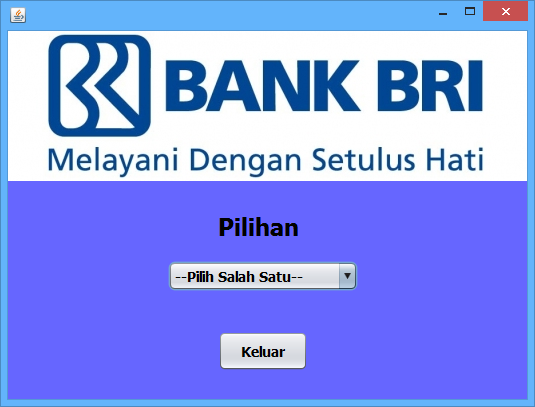 BANK BRI
Melayani Dengan Setulus Hati
Pilihan
--Pilih Salah Satu--
Keluar